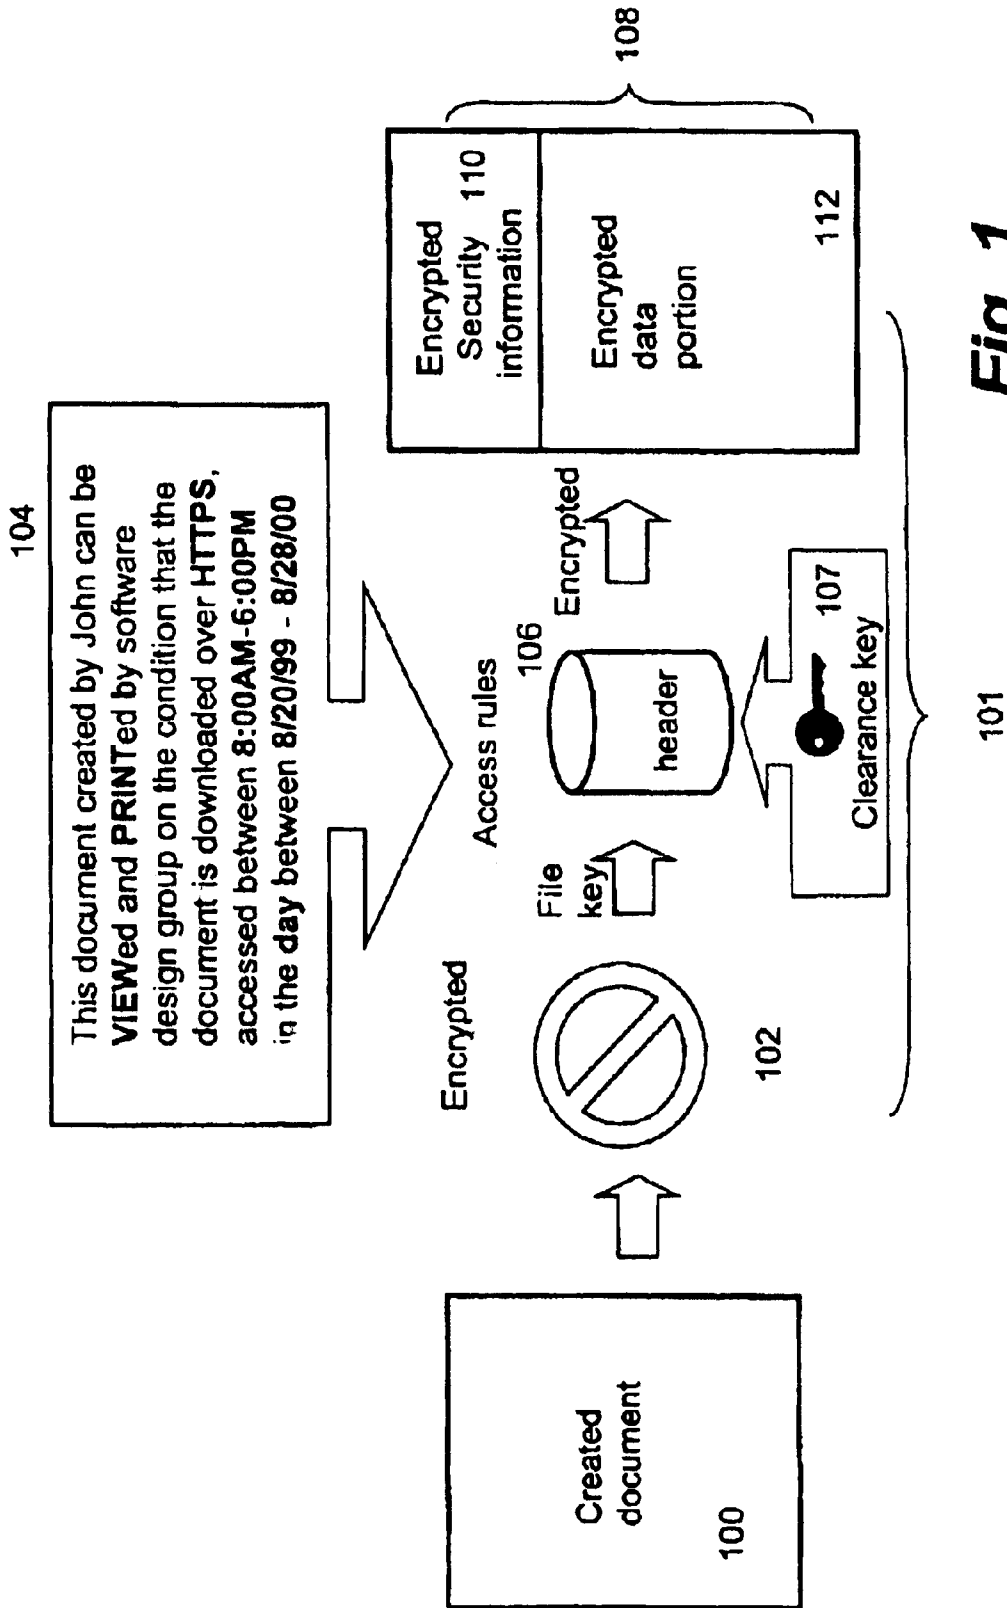 104
This document created by John can be
VIEWed and PRINTed by software
design group on the condition that the
document is downloaded over HTTPS,
accessed between 8:00AM-6:00PM
in the day between 8/20/99 - 8/28/00
Created
document
100
Encrypted
102
File
key
Access rules
106
header
107
Clearance key
Encrypted
Encrypted
Security 110
information
Encrypted
data
portion
112
108
101
Fig. 1